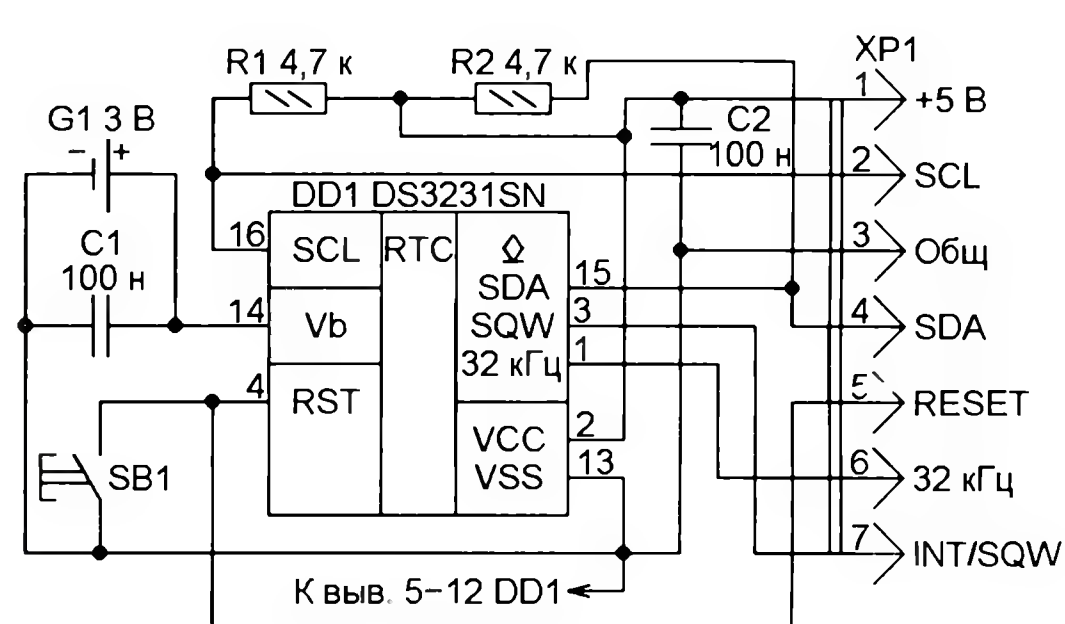 XP1
R1 4,7 к
R2 4,7 к
1
+5 В
G1 3 В
C2
− +
100 н
2
SCL
DD1 DS3231SN
C1
16
SCL
RTC
3
Общ
100 н
15
SDA
14
Vb
SQW
3
4
SDA
32 кГц
1
4
RST
5
RESET
VCC
2
SB1
VSS
13
6
32 кГц
7
INT/SQW
К выв. 5−12 DD1